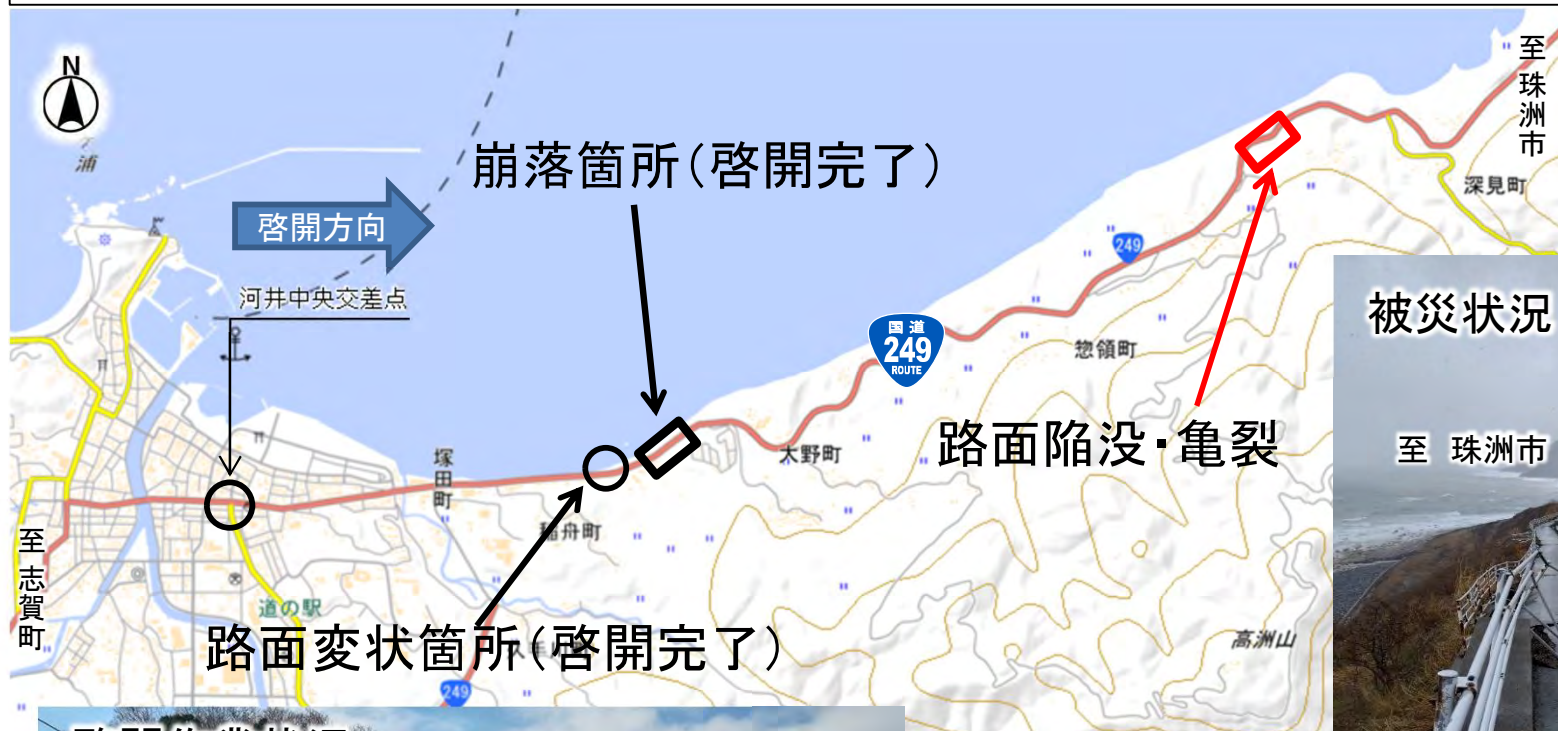 N
浦
啓開方向
河井中央交差点
崩落箇所(啓開完了)
至 珠洲市
深見町
249
国道
249
ROUTE
惣領町
被災状況
至 珠洲市
路面陥没・亀裂
大野町
塚田町
稲舟町
至 志賀町
道の駅
路面変状箇所(啓開完了)
高洲山
249